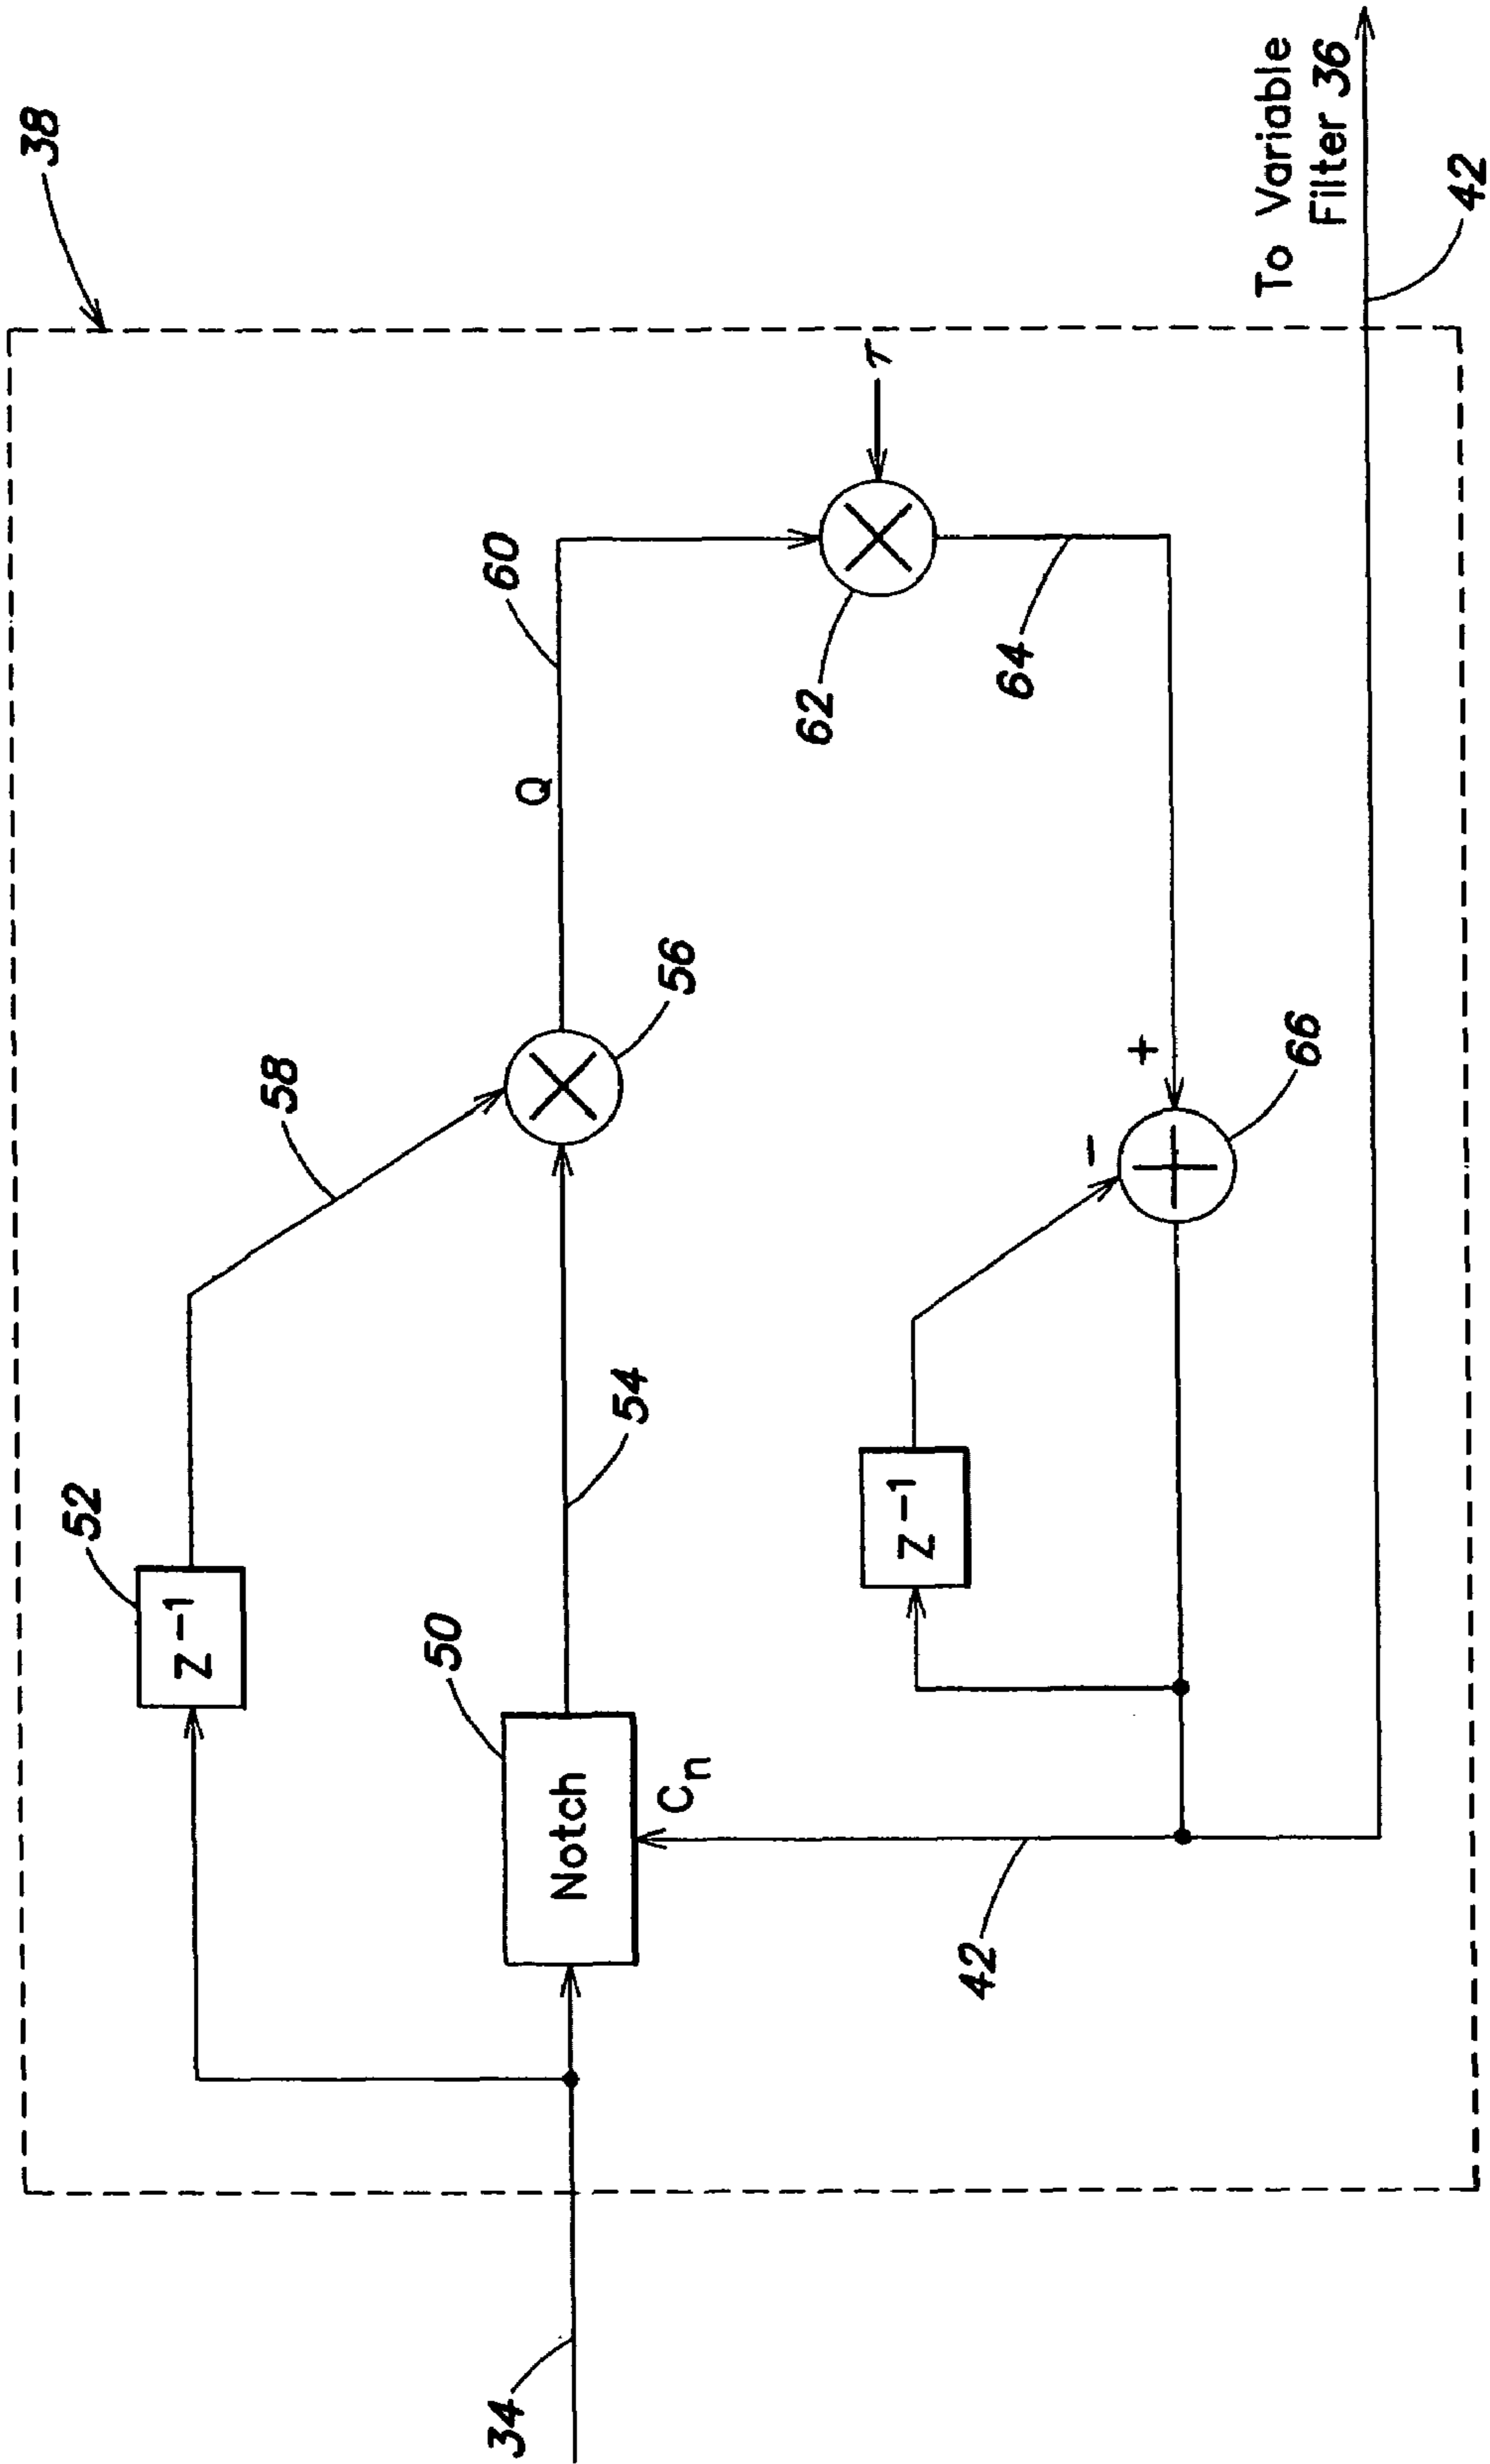 38
52
Z⁻¹
58
50
34
60
Q
Notch
54
56
Cₙ
62
τ
Z⁻¹
42
64
−
+
To Variable
Filter 36
66
42